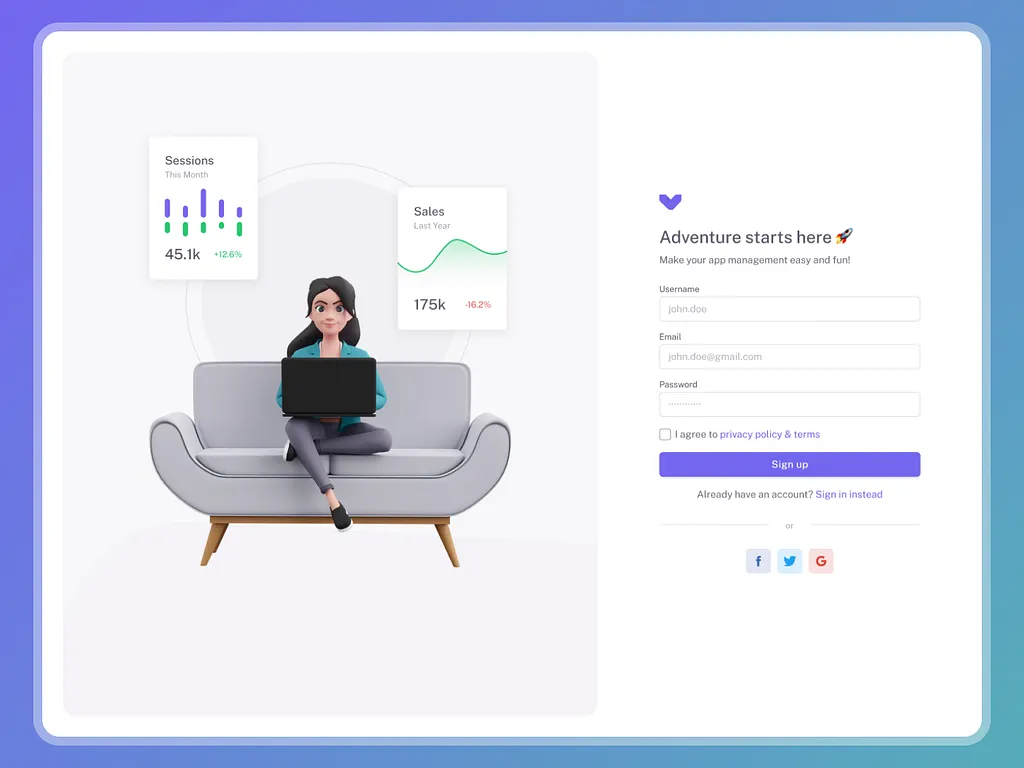 Sessions
This Month
45.1k +12.6%
Sales
Last Year
175k -16.2%
Adventure starts here 🚀
Make your app management easy and fun!
Username
john.doe
Email
john.doe@gmail.com
Password
············
I agree to privacy policy & terms
Sign up
Already have an account? Sign in instead
or
f
G